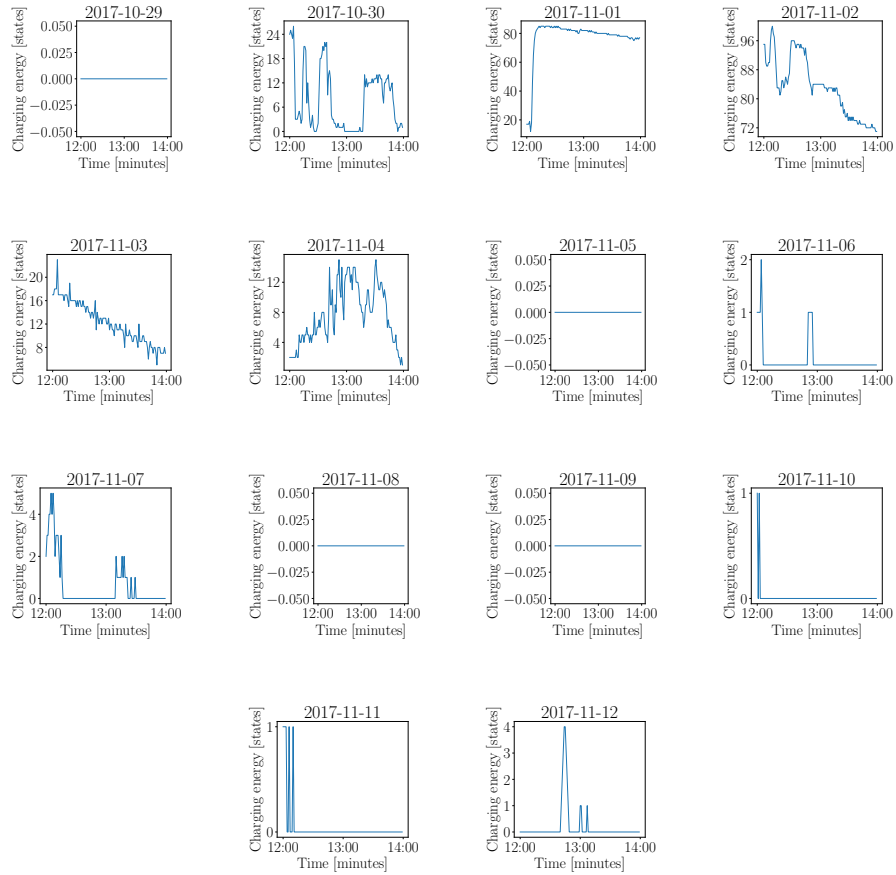 2017-10-29
Charging energy [states]
0.050
0.025
0.000
−0.025
−0.050
12:00 13:00 14:00
Time [minutes]
2017-10-30
Charging energy [states]
24
18
12
6
0
12:00 13:00 14:00
Time [minutes]
2017-11-01
Charging energy [states]
80
60
40
20
12:00 13:00 14:00
Time [minutes]
2017-11-02
Charging energy [states]
96
88
80
72
12:00 13:00 14:00
Time [minutes]
2017-11-03
Charging energy [states]
20
16
12
8
12:00 13:00 14:00
Time [minutes]
2017-11-04
Charging energy [states]
12
8
4
12:00 13:00 14:00
Time [minutes]
2017-11-05
Charging energy [states]
0.050
0.025
0.000
−0.025
−0.050
12:00 13:00 14:00
Time [minutes]
2017-11-06
Charging energy [states]
2
1
0
12:00 13:00 14:00
Time [minutes]
2017-11-07
Charging energy [states]
4
2
0
12:00 13:00 14:00
Time [minutes]
2017-11-08
Charging energy [states]
0.050
0.025
0.000
−0.025
−0.050
12:00 13:00 14:00
Time [minutes]
2017-11-09
Charging energy [states]
0.050
0.025
0.000
−0.025
−0.050
12:00 13:00 14:00
Time [minutes]
2017-11-10
Charging energy [states]
1
0
12:00 13:00 14:00
Time [minutes]
2017-11-11
Charging energy [states]
1
0
12:00 13:00 14:00
Time [minutes]
2017-11-12
Charging energy [states]
4
3
2
1
0
12:00 13:00 14:00
Time [minutes]